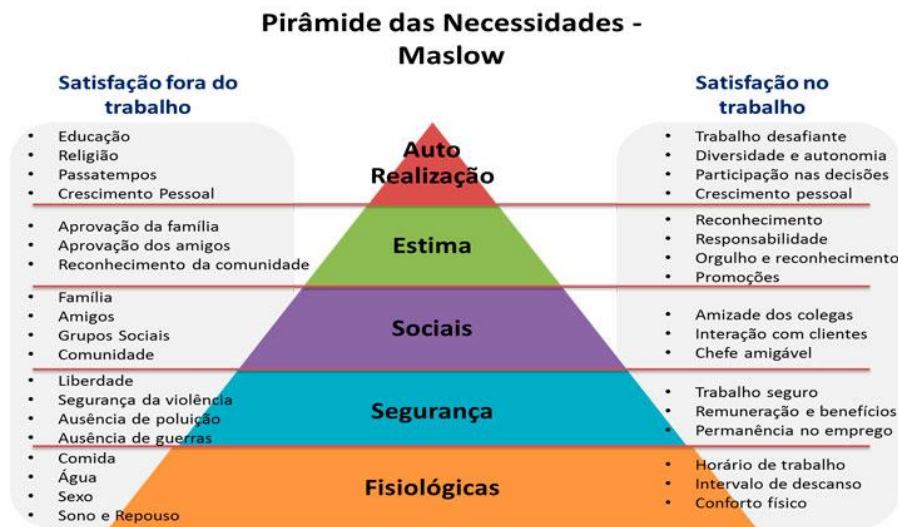 Pirâmide das Necessidades -
Maslow
Satisfação fora do
trabalho
• Educação
• Religião
• Passatempos
• Crescimento Pessoal
• Aprovação da família
• Aprovação dos amigos
• Reconhecimento da comunidade
• Família
• Amigos
• Grupos Sociais
• Comunidade
• Liberdade
• Segurança da violência
• Ausência de poluição
• Ausência de guerras
• Comida
• Água
• Sexo
• Sono e Repouso
Auto
Realização
Estima
Sociais
Segurança
Fisiológicas
Satisfação no
trabalho
• Trabalho desafiante
• Diversidade e autonomia
• Participação nas decisões
• Crescimento pessoal
• Reconhecimento
• Responsabilidade
• Orgulho e reconhecimento
• Promoções
• Amizade dos colegas
• Interação com clientes
• Chefe amigável
• Trabalho seguro
• Remuneração e benefícios
• Permanência no emprego
• Horário de trabalho
• Intervalo de descanso
• Conforto físico